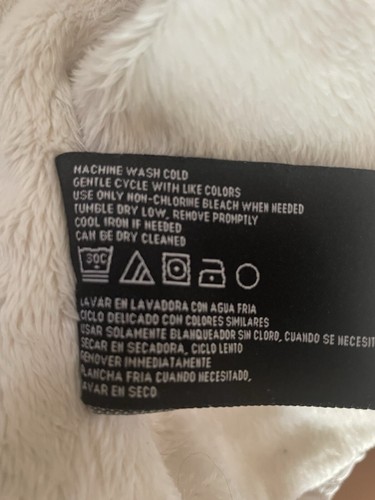 MACHINE WASH COLD
GENTLE CYCLE WITH LIKE COLORS
USE ONLY NON-CHLORINE BLEACH WHEN NEEDED
TUMBLE DRY LOW, REMOVE PROMPTLY
COOL IRON IF NEEDED
CAN BE DRY CLEANED
30C
LAVAR EN LAVADORA CON AGUA FRIA
CICLO DELICADO CON COLORES SIMILARES
USAR SOLAMENTE BLANQUEADOR SIN CLORO, CUANDO SE NECESIT
SECAR EN SECADORA, CICLO LENTO
REMOVER IMMEDIATAMENTE
PLANCHA FRIA CUANDO NECESITADO,
LAVAR EN SECO